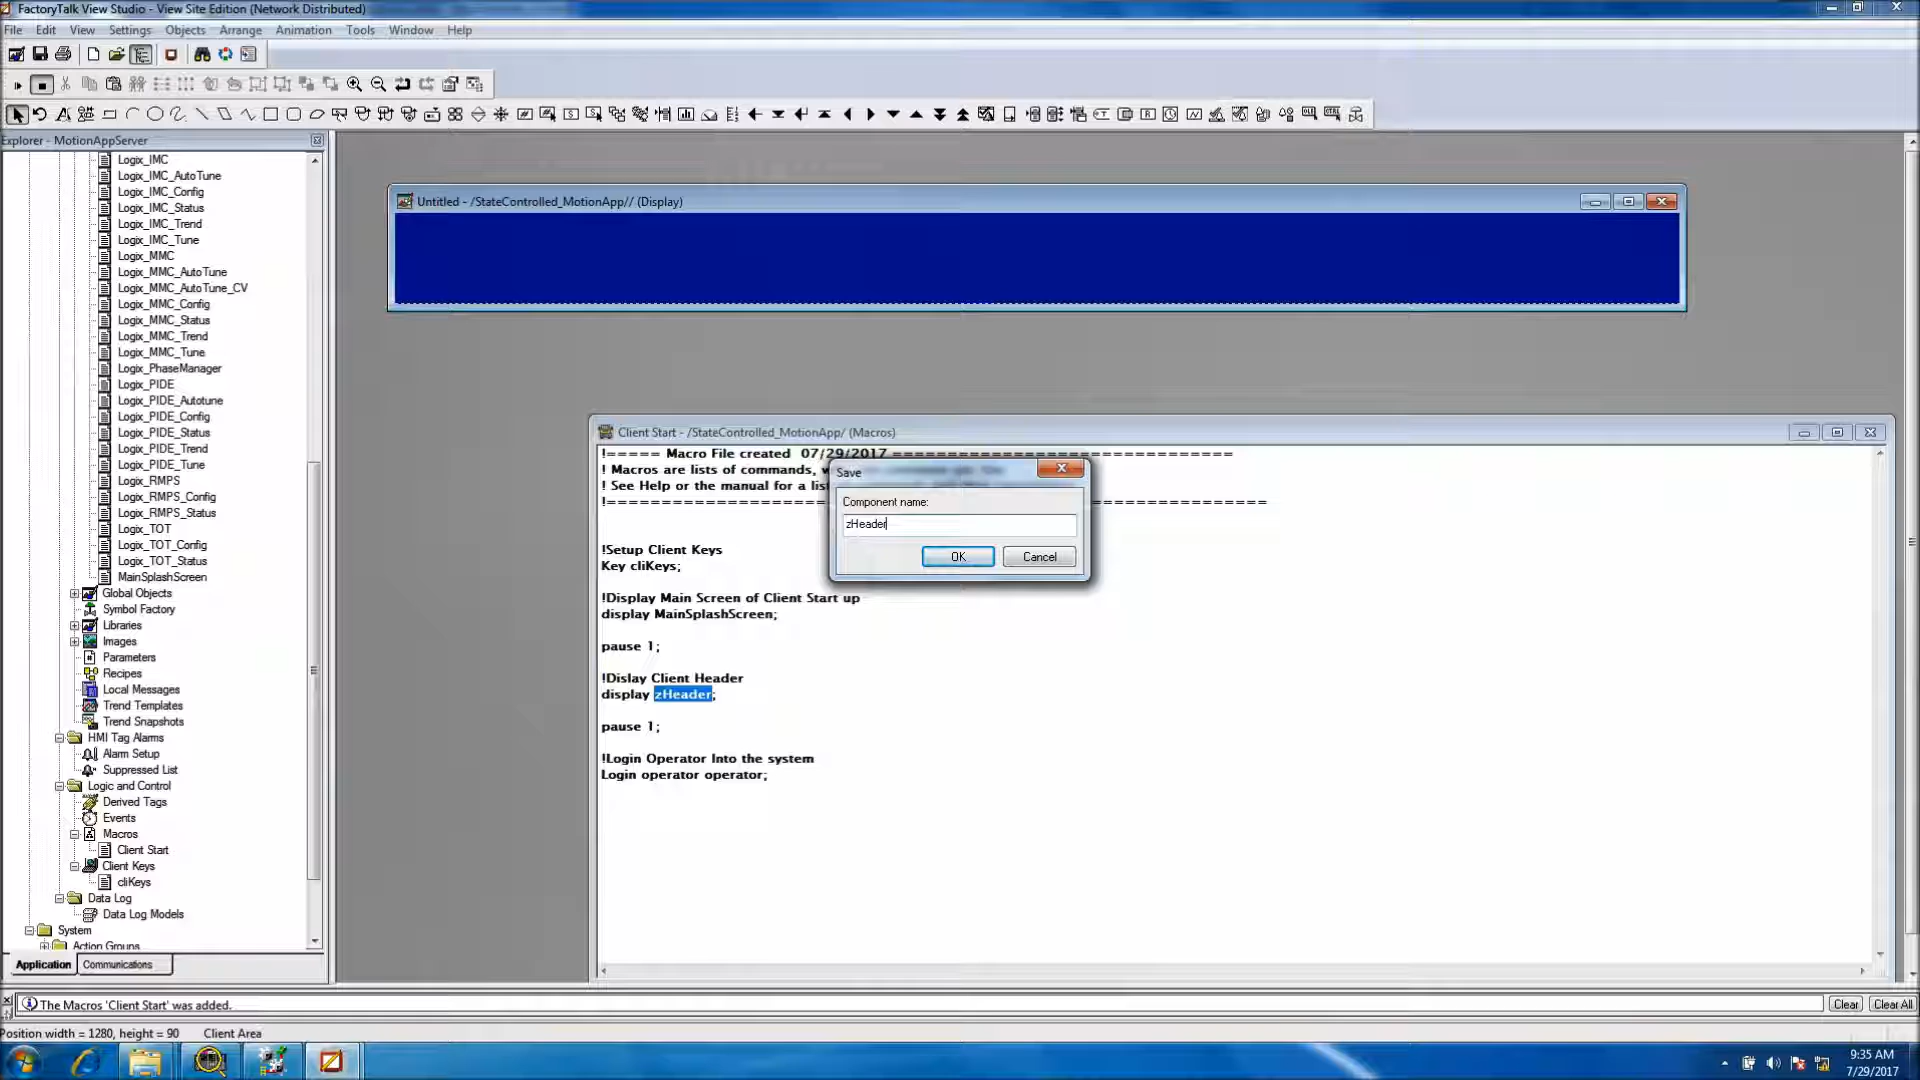 FactoryTalk View Studio - View Site Edition (Network Distributed)
File Edit View Settings Objects Arrange Animation Tools Window Help
Explorer - MotionAppServer
Logix_IMC
Logix_IMC_AutoTune
Logix_IMC_Config
Logix_IMC_Status
Logix_IMC_Trend
Logix_IMC_Tune
Logix_MMC
Logix_MMC_AutoTune
Logix_MMC_AutoTune_CV
Logix_MMC_Config
Logix_MMC_Status
Logix_MMC_Trend
Logix_MMC_Tune
Logix_PhaseManager
Logix_PIDE
Logix_PIDE_Autotune
Logix_PIDE_Config
Logix_PIDE_Status
Logix_PIDE_Trend
Logix_PIDE_Tune
Logix_RMPS
Logix_RMPS_Config
Logix_RMPS_Status
Logix_TOT
Logix_TOT_Config
Logix_TOT_Status
MainSplashScreen
Global Objects
Symbol Factory
Libraries
Images
Parameters
Recipes
Local Messages
Trend Templates
Trend Snapshots
HMI Tag Alarms
Alarm Setup
Suppressed List
Logic and Control
Derived Tags
Events
Macros
Client Start
Client Keys
cliKeys
Data Log
Data Log Models
System
Action Groups
Application Communications
Untitled - /StateControlled_MotionApp// (Display)
Client Start - /StateControlled_MotionApp/ (Macros)
!===== Macro File created 07/29/2017 ================================
! Macros are lists of commands,
! See Help or the manual for a
!
!Setup Client Keys
Key cliKeys;
!Display Main Screen of Client Start up
display MainSplashScreen;
pause 1;
!Dislay Client Header
display zHeader;
pause 1;
!Login Operator Into the system
Login operator operator;
Save
Component name:
zHeader
OK Cancel
The Macros 'Client Start' was added.
Clear Clear All
Position width = 1280, height = 90 Client Area
9:35 AM
7/29/2017